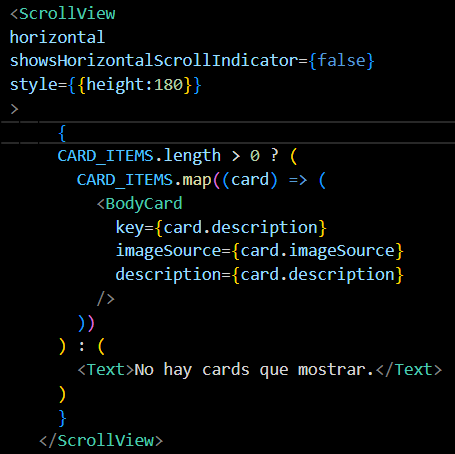 <ScrollView
horizontal
showsHorizontalScrollIndicator={false}
style={{height:180}}
>
{
CARD_ITEMS.length > 0 ? (
CARD_ITEMS.map((card) => (
<BodyCard
key={card.description}
imageSource={card.imageSource}
description={card.description}
/>
))
) : (
<Text>No hay cards que mostrar.</Text>
)
}
</ScrollView>